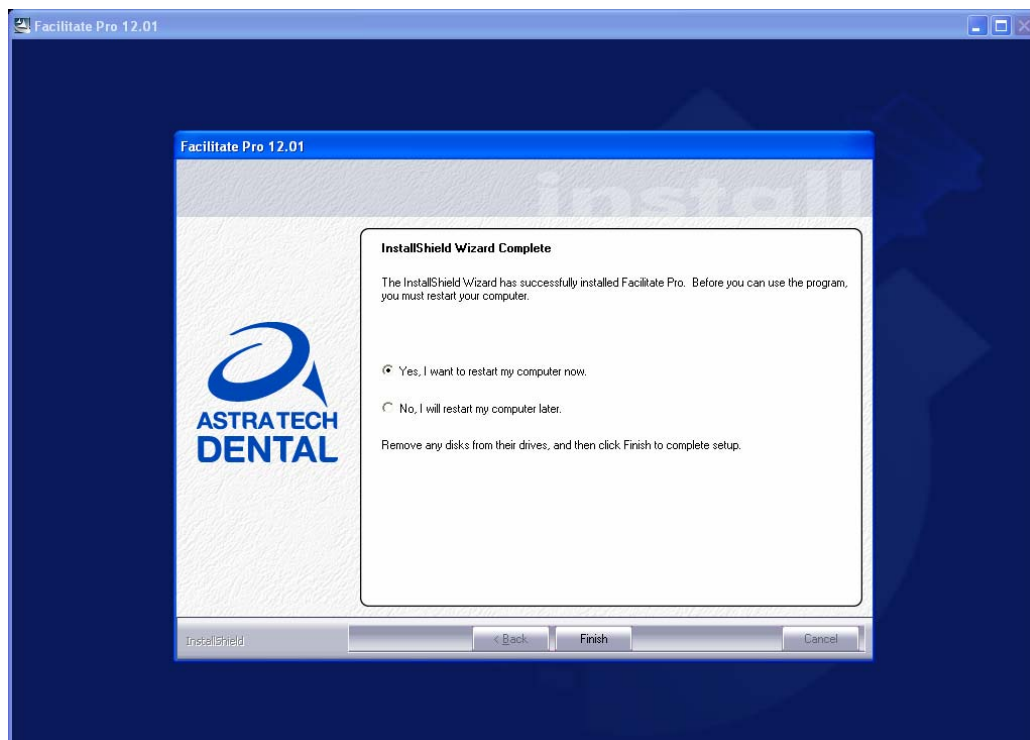 Facilitate Pro 12.01
Facilitate Pro 12.01
install
InstallShield Wizard Complete
The InstallShield Wizard has successfully installed Facilitate Pro. Before you can use the program,
you must restart your computer.
Yes, I want to restart my computer now.
No, I will restart my computer later.
Remove any disks from their drives, and then click Finish to complete setup.
ASTRATECH
DENTAL
InstallShield
< Back
Finish
Cancel